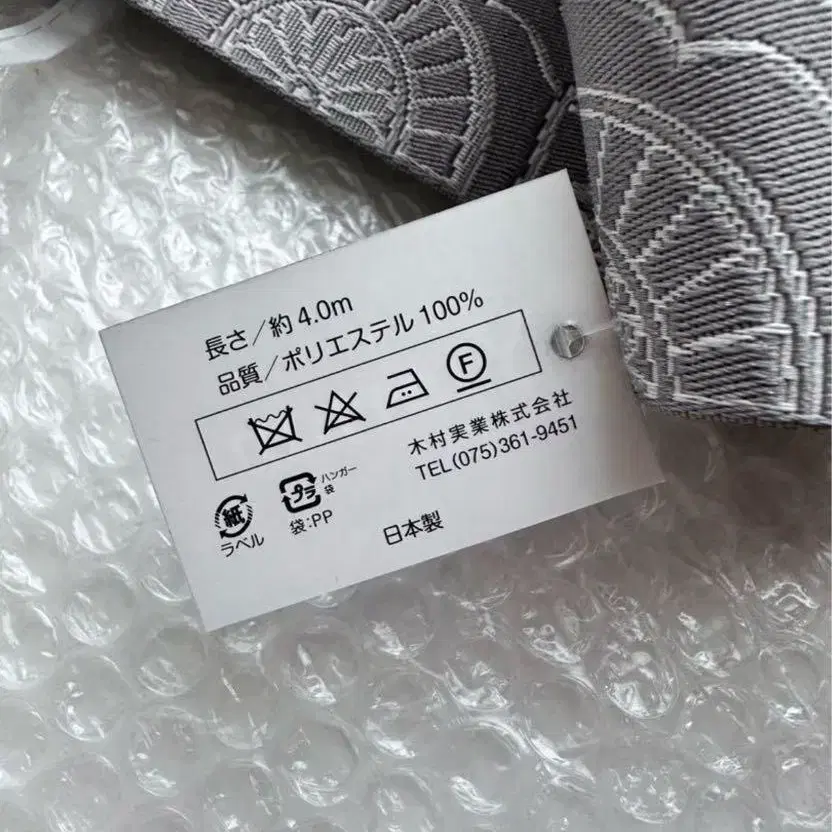 長さ/約 4.0m
品質/ポリエステル 100%
F
木村実業株式会社
TEL(075)361-9451
紙
ラベル
プラ
ハンガー
袋
袋:PP
日本製